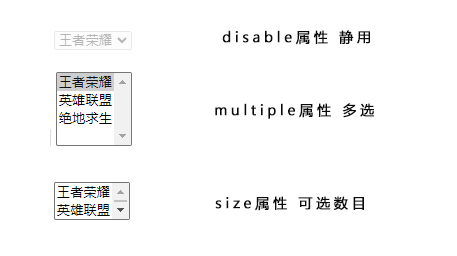 王者荣耀
disable属性 静用
王者荣耀
英雄联盟
绝地求生
multiple属性 多选
王者荣耀
英雄联盟
size属性 可选数目